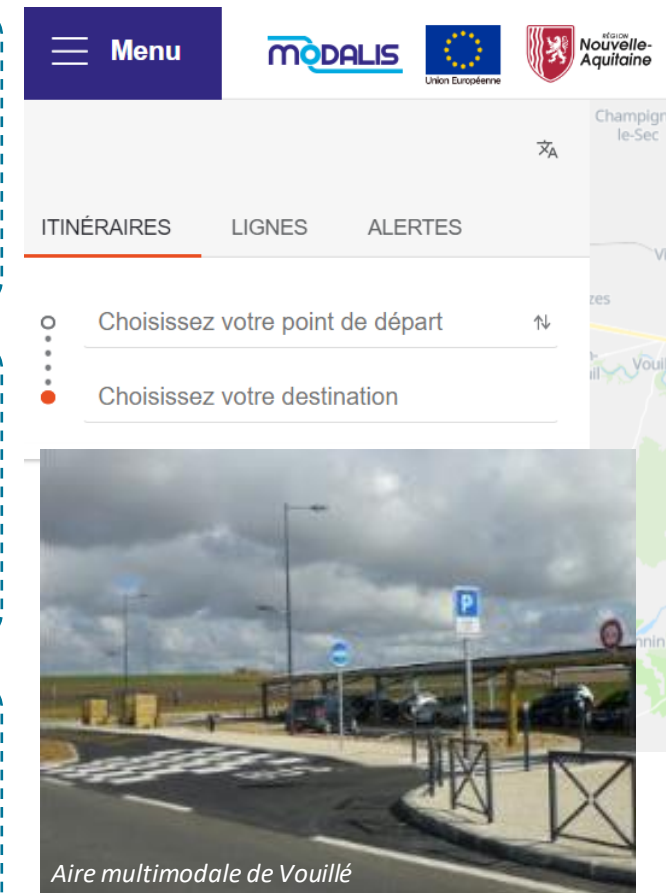 Menu
MODALIS
Union Européenne
RÉGION
Nouvelle-
Aquitaine
ITINÉRAIRES LIGNES ALERTES
Choisissez votre point de départ
Choisissez votre destination
le-Sec
P
Aire multimodale de Vouillé